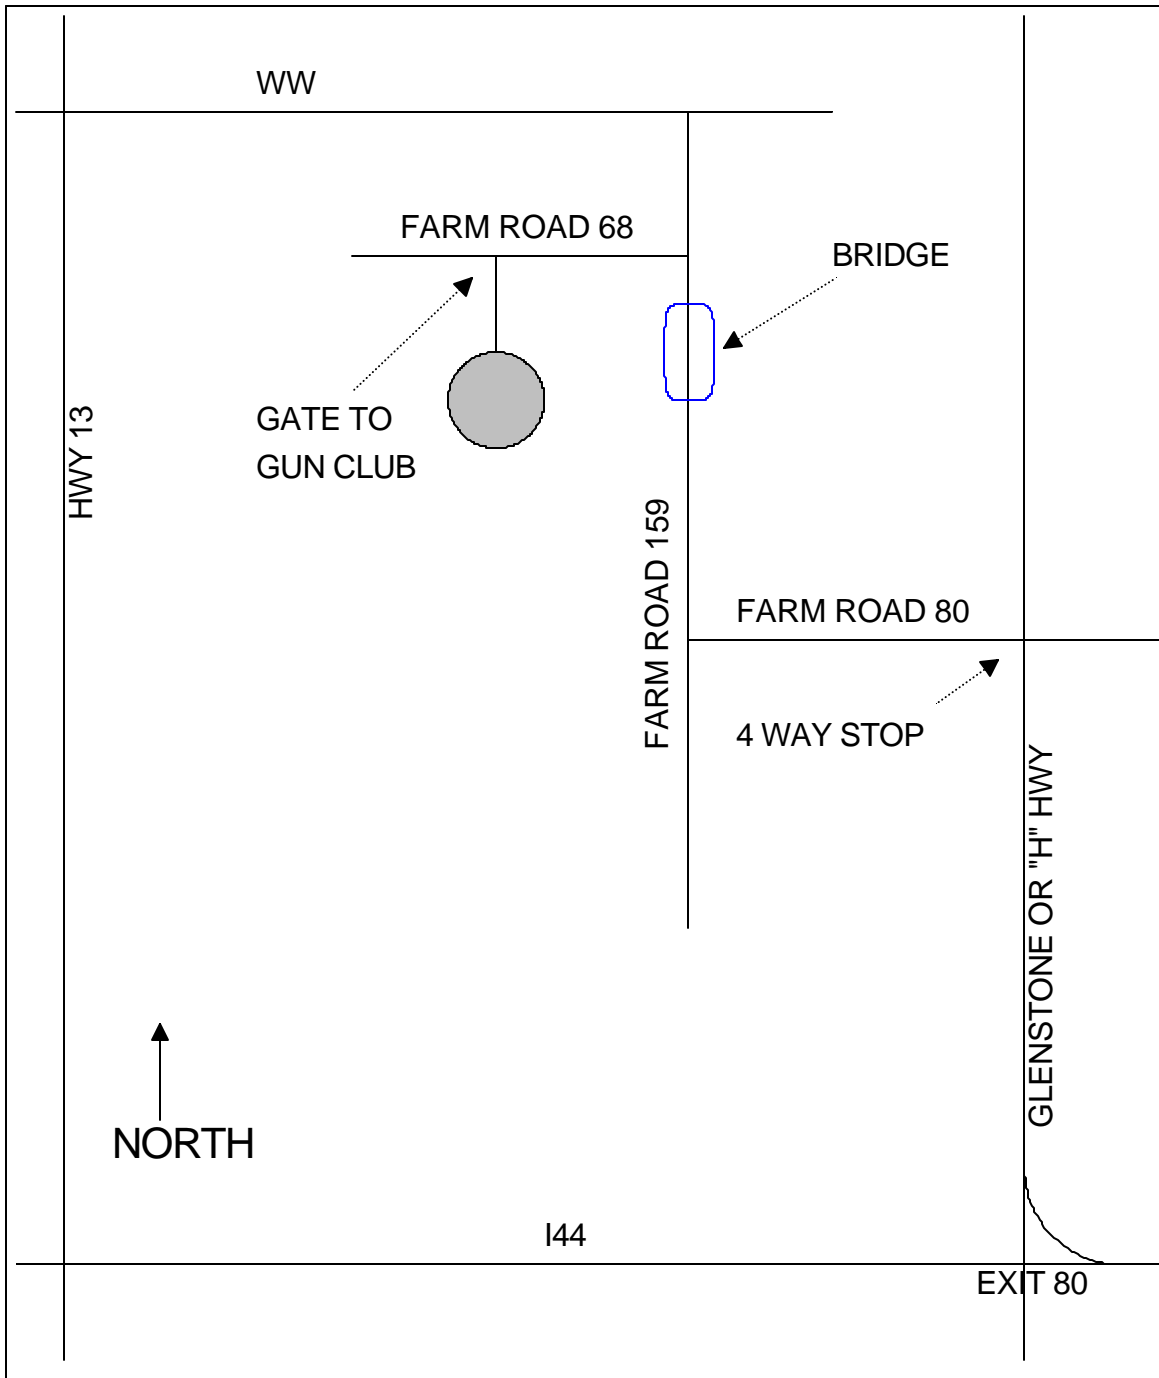 WW
FARM ROAD 68
BRIDGE
GATE TO
GUN CLUB
HWY 13
FARM ROAD 159
FARM ROAD 80
4 WAY STOP
GLENSTONE OR "H" HWY
NORTH
I44
EXIT 80